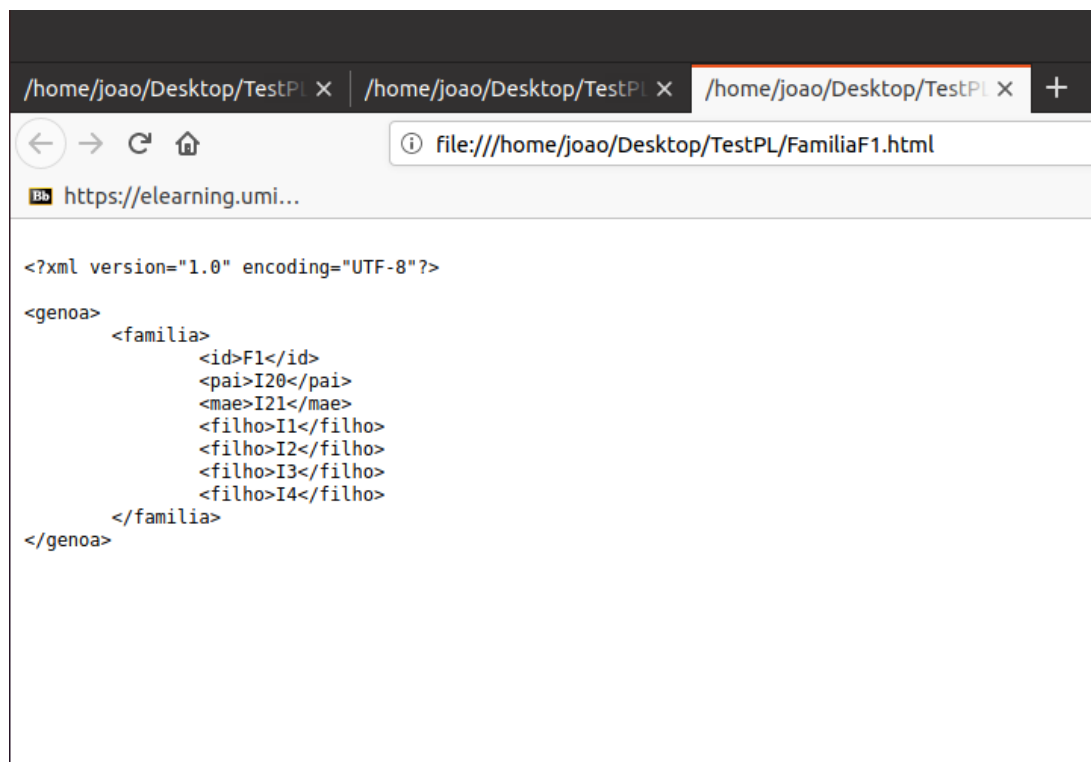 /home/joao/Desktop/TestPL /home/joao/Desktop/TestPL /home/joao/Desktop/TestPL
file:///home/joao/Desktop/TestPL/FamiliaF1.html
Bb https://elearning.umi...
<?xml version="1.0" encoding="UTF-8"?>
<genoa>
<familia>
<id>F1</id>
<pai>I20</pai>
<mae>I21</mae>
<filho>I1</filho>
<filho>I2</filho>
<filho>I3</filho>
<filho>I4</filho>
</familia>
</genoa>